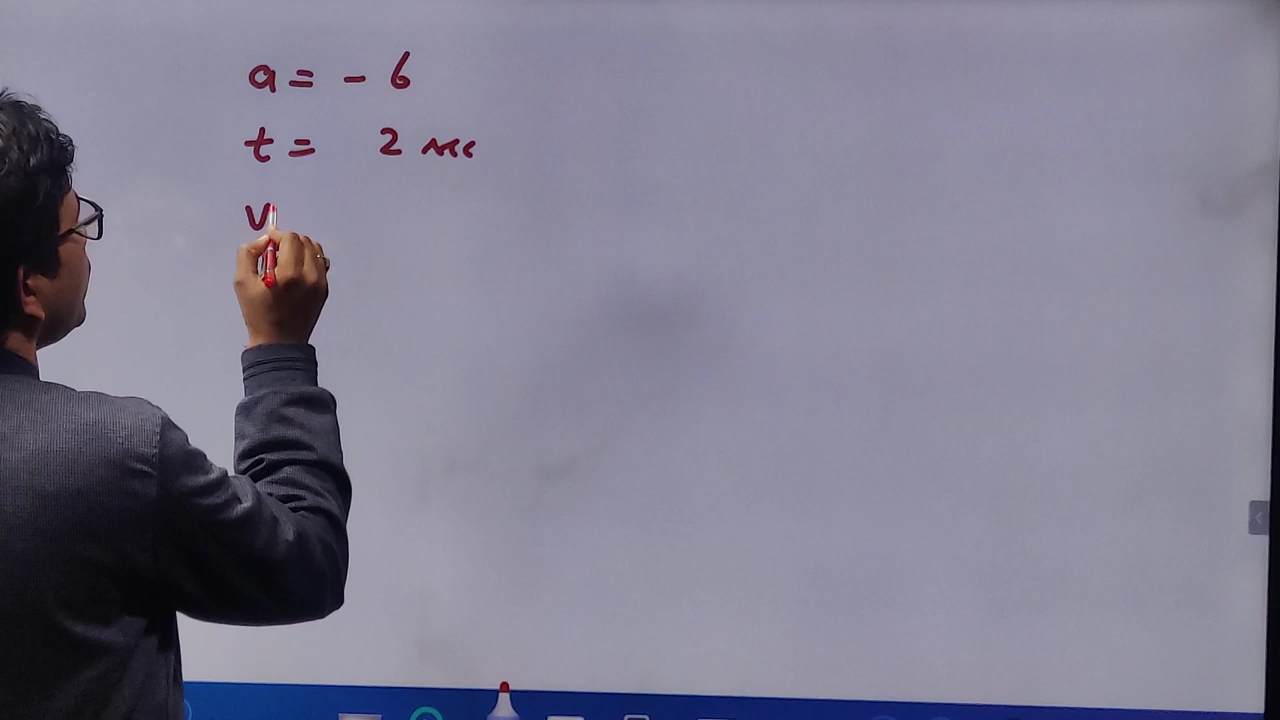 a = - 6
t = 2 sec
v